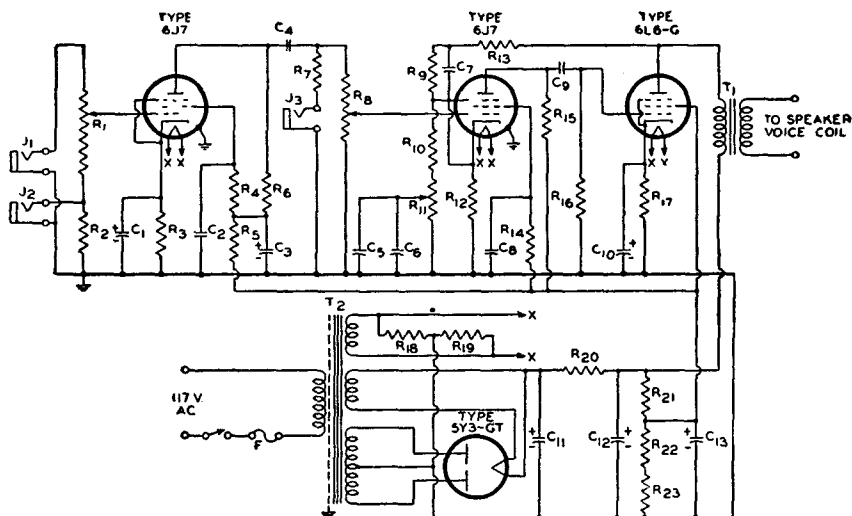 TYPE
6J7
TYPE
6J7
TYPE
6L6-G
C4
R7
J3
R8
R9
C7
R13
C9
R15
T1
TO SPEAKER
VOICE COIL
R1
J1
J2
X X
X X
X X
R10
R11
R12
R16
R17
R4
R6
R2
C1
R3
C2
R5
C3
C5
C6
C8
R14
C10
T2
X
R18
R19
X
117 V.
AC
F
R20
R21
TYPE
5Y3-GT
C11
C12
R22
C13
R23